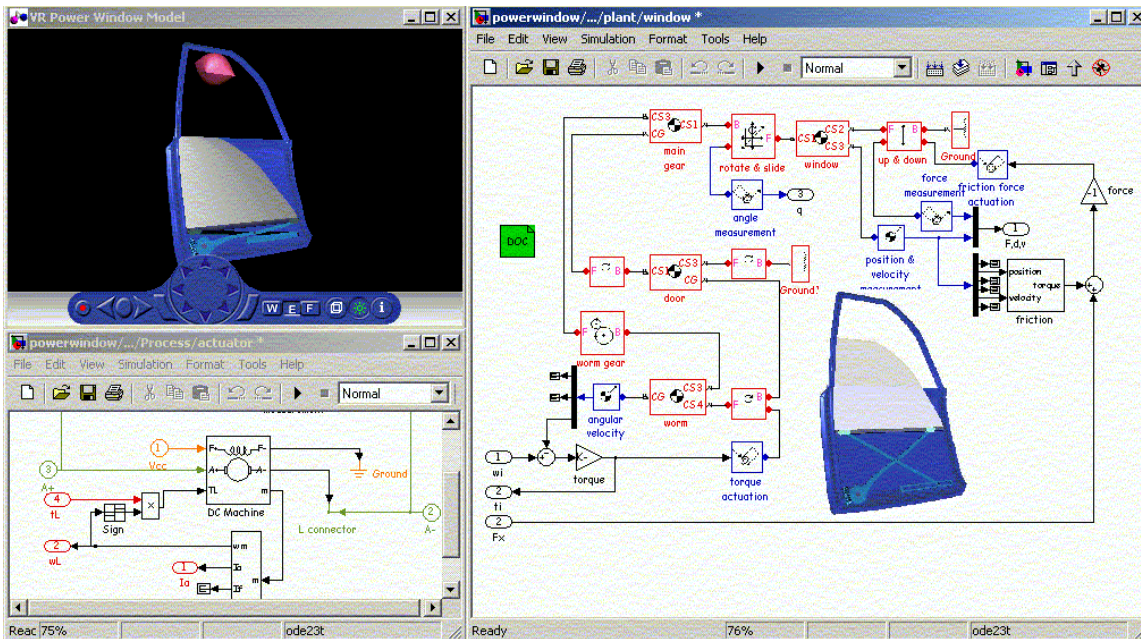 VR Power Window Model
W E F i
powerwindow/.../Process/actuator *
File Edit View Simulation Format Tools Help
Normal
1
Vcc
F+ F-
Ground
3
A+
A+ A-
4
tL
TL m
×
Sign
DC Machine
L connector
2
A-
2
wL
wm
1
Ia
Ia
m
If
75%
ode23t
powerwindow/.../plant/window *
File Edit View Simulation Format Tools Help
Normal
CS3
CS1
CG
main
gear
B
F
rotate & slide
CS1
CS2
CS3
window
F
B
up & down
Ground
friction force
actuation
-1
force
angle
measurement
3
q
force
measurement
1
F,d,v
position &
velocity
DOC
F
B
CS1
CS3
CG
door
F
B
position
velocity
torque
friction
F
B
worm gear
angular
velocity
CG
CS3
CS4
worm
F
B
1
wi
K-
torque
torque
actuation
2
ti
2
Fx
Ready
76%
ode23t